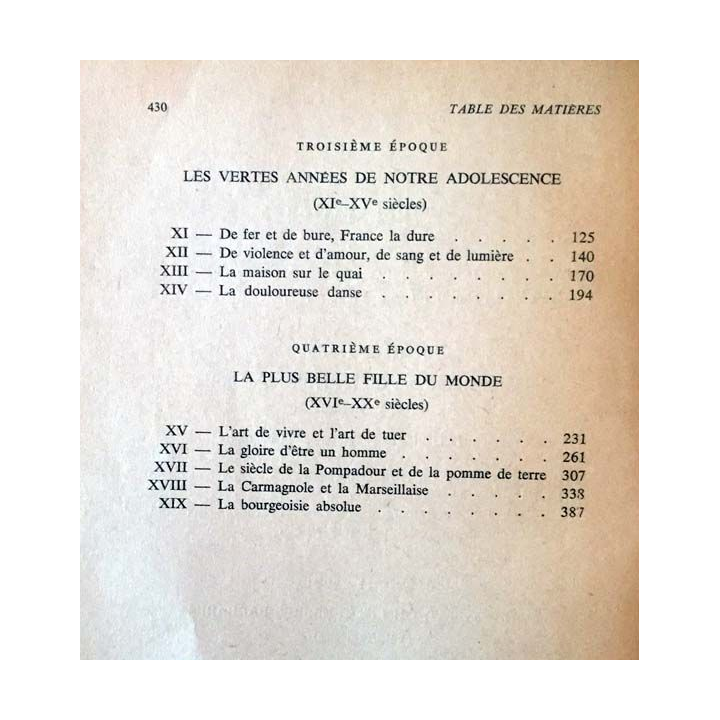 430 TABLE DES MATIÈRES
TROISIÈME ÉPOQUE
LES VERTES ANNÉES DE NOTRE ADOLESCENCE
(XIe–XVe siècles)
XI — De fer et de bure, France la dure . . . . . 125
XII — De violence et d'amour, de sang et de lumière . . 140
XIII — La maison sur le quai . . . . . . . . 170
XIV — La douloureuse danse . . . . . . . . 194
QUATRIÈME ÉPOQUE
LA PLUS BELLE FILLE DU MONDE
(XVIe–XXe siècles)
XV — L'art de vivre et l'art de tuer . . . . . . 231
XVI — La gloire d'être un homme . . . . . . 261
XVII — Le siècle de la Pompadour et de la pomme de terre 307
XVIII — La Carmagnole et la Marseillaise . . . . . 338
XIX — La bourgeoisie absolue . . . . . . . . 387